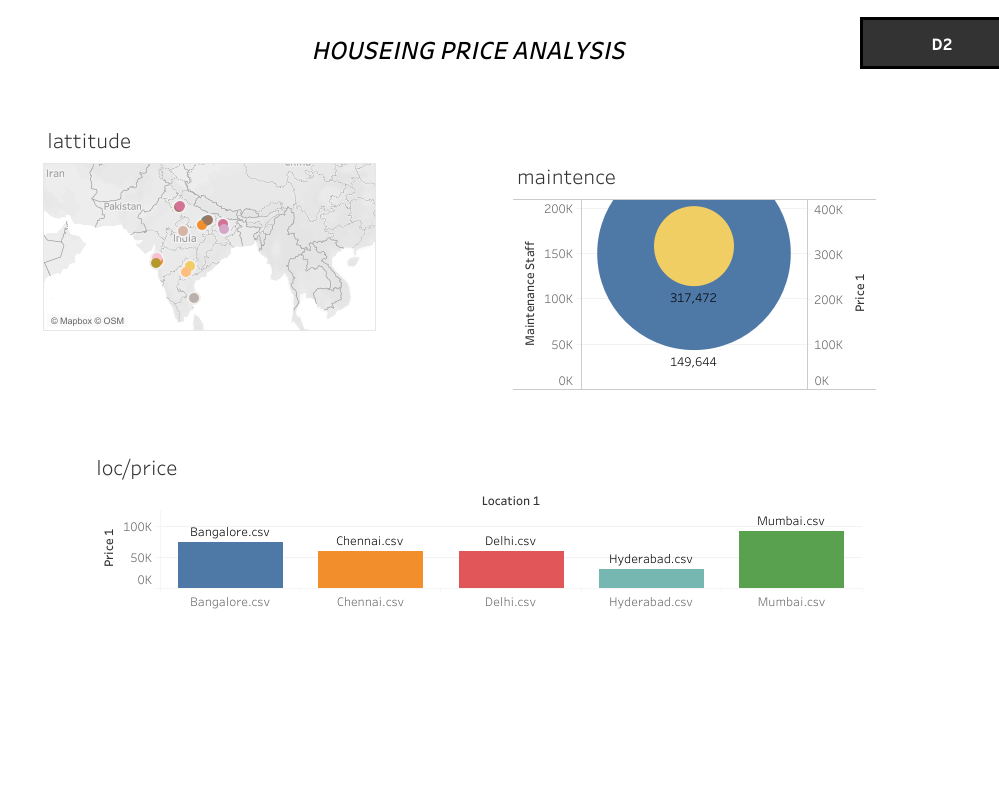 HOUSEING PRICE ANALYSIS
D2
lattitude
Iran
Pakistan
India
© Mapbox © OSM
maintence
200K
150K
100K
50K
0K
Maintenance Staff
317,472
149,644
400K
300K
200K
100K
0K
Price 1
loc/price
Location 1
Price 1
100K
50K
0K
Bangalore.csv
Chennai.csv
Delhi.csv
Hyderabad.csv
Mumbai.csv
Bangalore.csv
Chennai.csv
Delhi.csv
Hyderabad.csv
Mumbai.csv